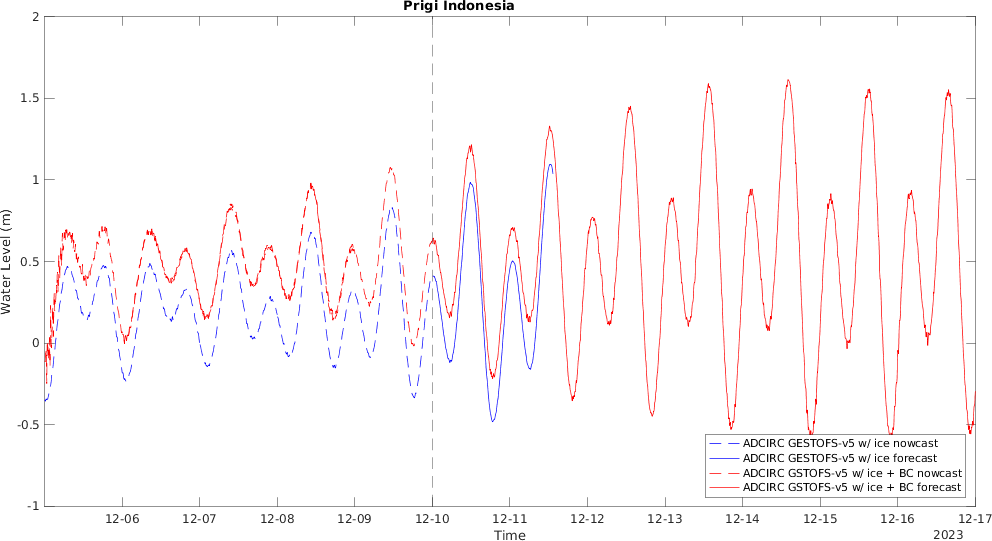 Prigi Indonesia
Water Level (m)
2
1.5
1
0.5
0
-0.5
-1
12-06
12-07
12-08
12-09
12-10
12-11
12-12
12-13
12-14
12-15
12-16
12-17
Time
2023
ADCIRC GESTOFS-v5 w/ ice nowcast
ADCIRC GESTOFS-v5 w/ ice forecast
ADCIRC GSTOFS-v5 w/ ice + BC nowcast
ADCIRC GSTOFS-v5 w/ ice + BC forecast